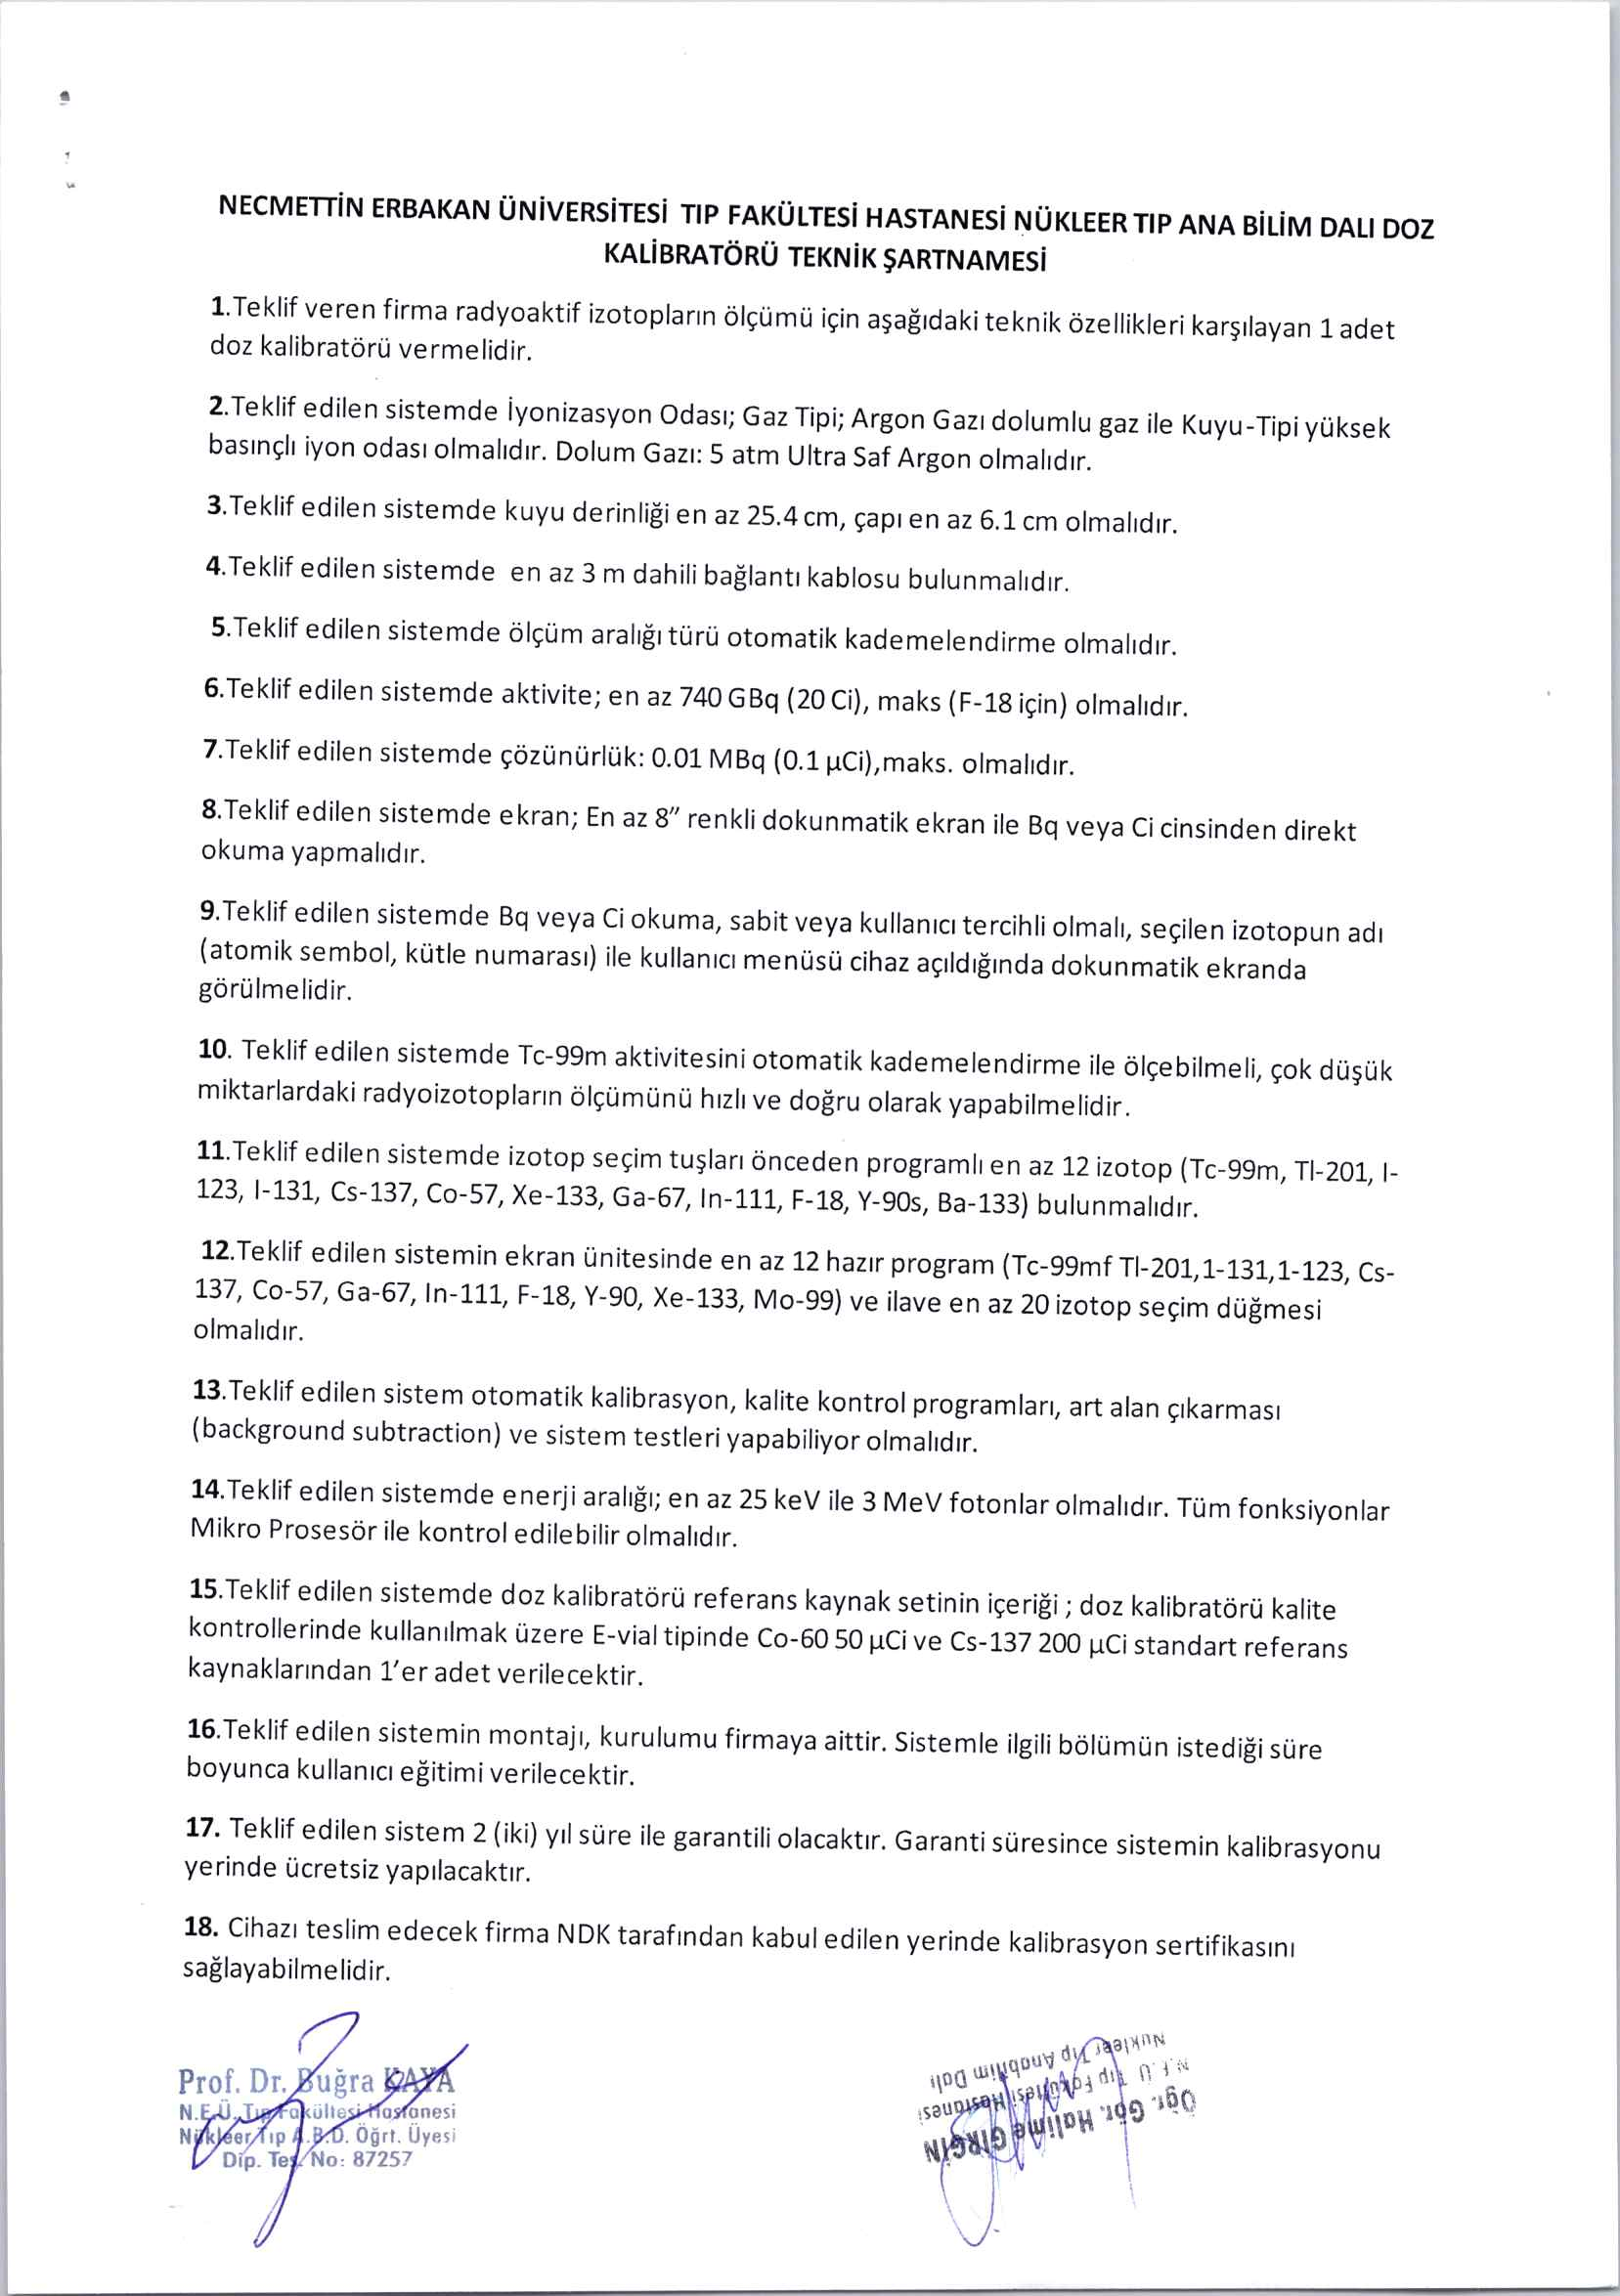 NECMETTİN ERBAKAN ÜNİVERSİTESİ TIP FAKÜLTESİ HASTANESİ NÜKLEER TIP ANA BİLİM DALI DOZ
KALİBRATÖRÜ TEKNİK ŞARTNAMESİ
1.Teklif veren firma radyoaktif izotopların ölçümü için aşağıdaki teknik özellikleri karşılayan 1 adet
doz kalibratörü vermelidir.
2.Teklif edilen sistemde İyonizasyon Odası; Gaz Tipi; Argon Gazı dolumlu gaz ile Kuyu-Tipi yüksek
basınçlı iyon odası olmalıdır. Dolum Gazı: 5 atm Ultra Saf Argon olmalıdır.
3.Teklif edilen sistemde kuyu derinliği en az 25.4 cm, çapı en az 6.1 cm olmalıdır.
4.Teklif edilen sistemde en az 3 m dahili bağlantı kablosu bulunmalıdır.
5.Teklif edilen sistemde ölçüm aralığı türü otomatik kademelendirme olmalıdır.
6.Teklif edilen sistemde aktivite; en az 740 GBq (20 Ci), maks (F-18 için) olmalıdır.
7.Teklif edilen sistemde çözünürlük: 0.01 MBq (0.1 µCi),maks. olmalıdır.
8.Teklif edilen sistemde ekran; En az 8” renkli dokunmatik ekran ile Bq veya Ci cinsinden direkt
okuma yapmalıdır.
9.Teklif edilen sistemde Bq veya Ci okuma, sabit veya kullanıcı tercihli olmalı, seçilen izotopun adı
(atomik sembol, kütle numarası) ile kullanıcı menüsü cihaz açıldığında dokunmatik ekranda
görülmelidir.
10. Teklif edilen sistemde Tc-99m aktivitesini otomatik kademelendirme ile ölçebilmeli, çok düşük
miktarlardaki radyoizotopların ölçümünü hızlı ve doğru olarak yapabilmelidir.
11.Teklif edilen sistemde izotop seçim tuşları önceden programlı en az 12 izotop (Tc-99m, Tl-201, I-
123, I-131, Cs-137, Co-57, Xe-133, Ga-67, In-111, F-18, Y-90s, Ba-133) bulunmalıdır.
12.Teklif edilen sistemin ekran ünitesinde en az 12 hazır program (Tc-99mf Tl-201,1-131,1-123, Cs-
137, Co-57, Ga-67, In-111, F-18, Y-90, Xe-133, Mo-99) ve ilave en az 20 izotop seçim düğmesi
olmalıdır.
13.Teklif edilen sistem otomatik kalibrasyon, kalite kontrol programları, art alan çıkarması
(background subtraction) ve sistem testleri yapabiliyor olmalıdır.
14.Teklif edilen sistemde enerji aralığı; en az 25 keV ile 3 MeV fotonlar olmalıdır. Tüm fonksiyonlar
Mikro Prosesör ile kontrol edilebilir olmalıdır.
15.Teklif edilen sistemde doz kalibratörü referans kaynak setinin içeriği ; doz kalibratörü kalite
kontrollerinde kullanılmak üzere E-vial tipinde Co-60 50 µCi ve Cs-137 200 µCi standart referans
kaynaklarından 1’er adet verilecektir.
16.Teklif edilen sistemin montajı, kurulumu firmaya aittir. Sistemle ilgili bölümün istediği süre
boyunca kullanıcı eğitimi verilecektir.
17. Teklif edilen sistem 2 (iki) yıl süre ile garantili olacaktır. Garanti süresince sistemin kalibrasyonu
yerinde ücretsiz yapılacaktır.
18. Cihazı teslim edecek firma NDK tarafından kabul edilen yerinde kalibrasyon sertifikasını
sağlayabilmelidir.
Prof. Dr. Buğra KAYA
N.E.Ü. Tıp Fakültesi Hastanesi
Nükleer Tıp A.B.D. Öğrt. Üyesi
Dip. Tes. No: 87257
Öğr. Gör. Halime GİRGİN
N.E.Ü. Tıp Fakültesi Hastanesi
Nükleer Tıp Anabilim Dalı